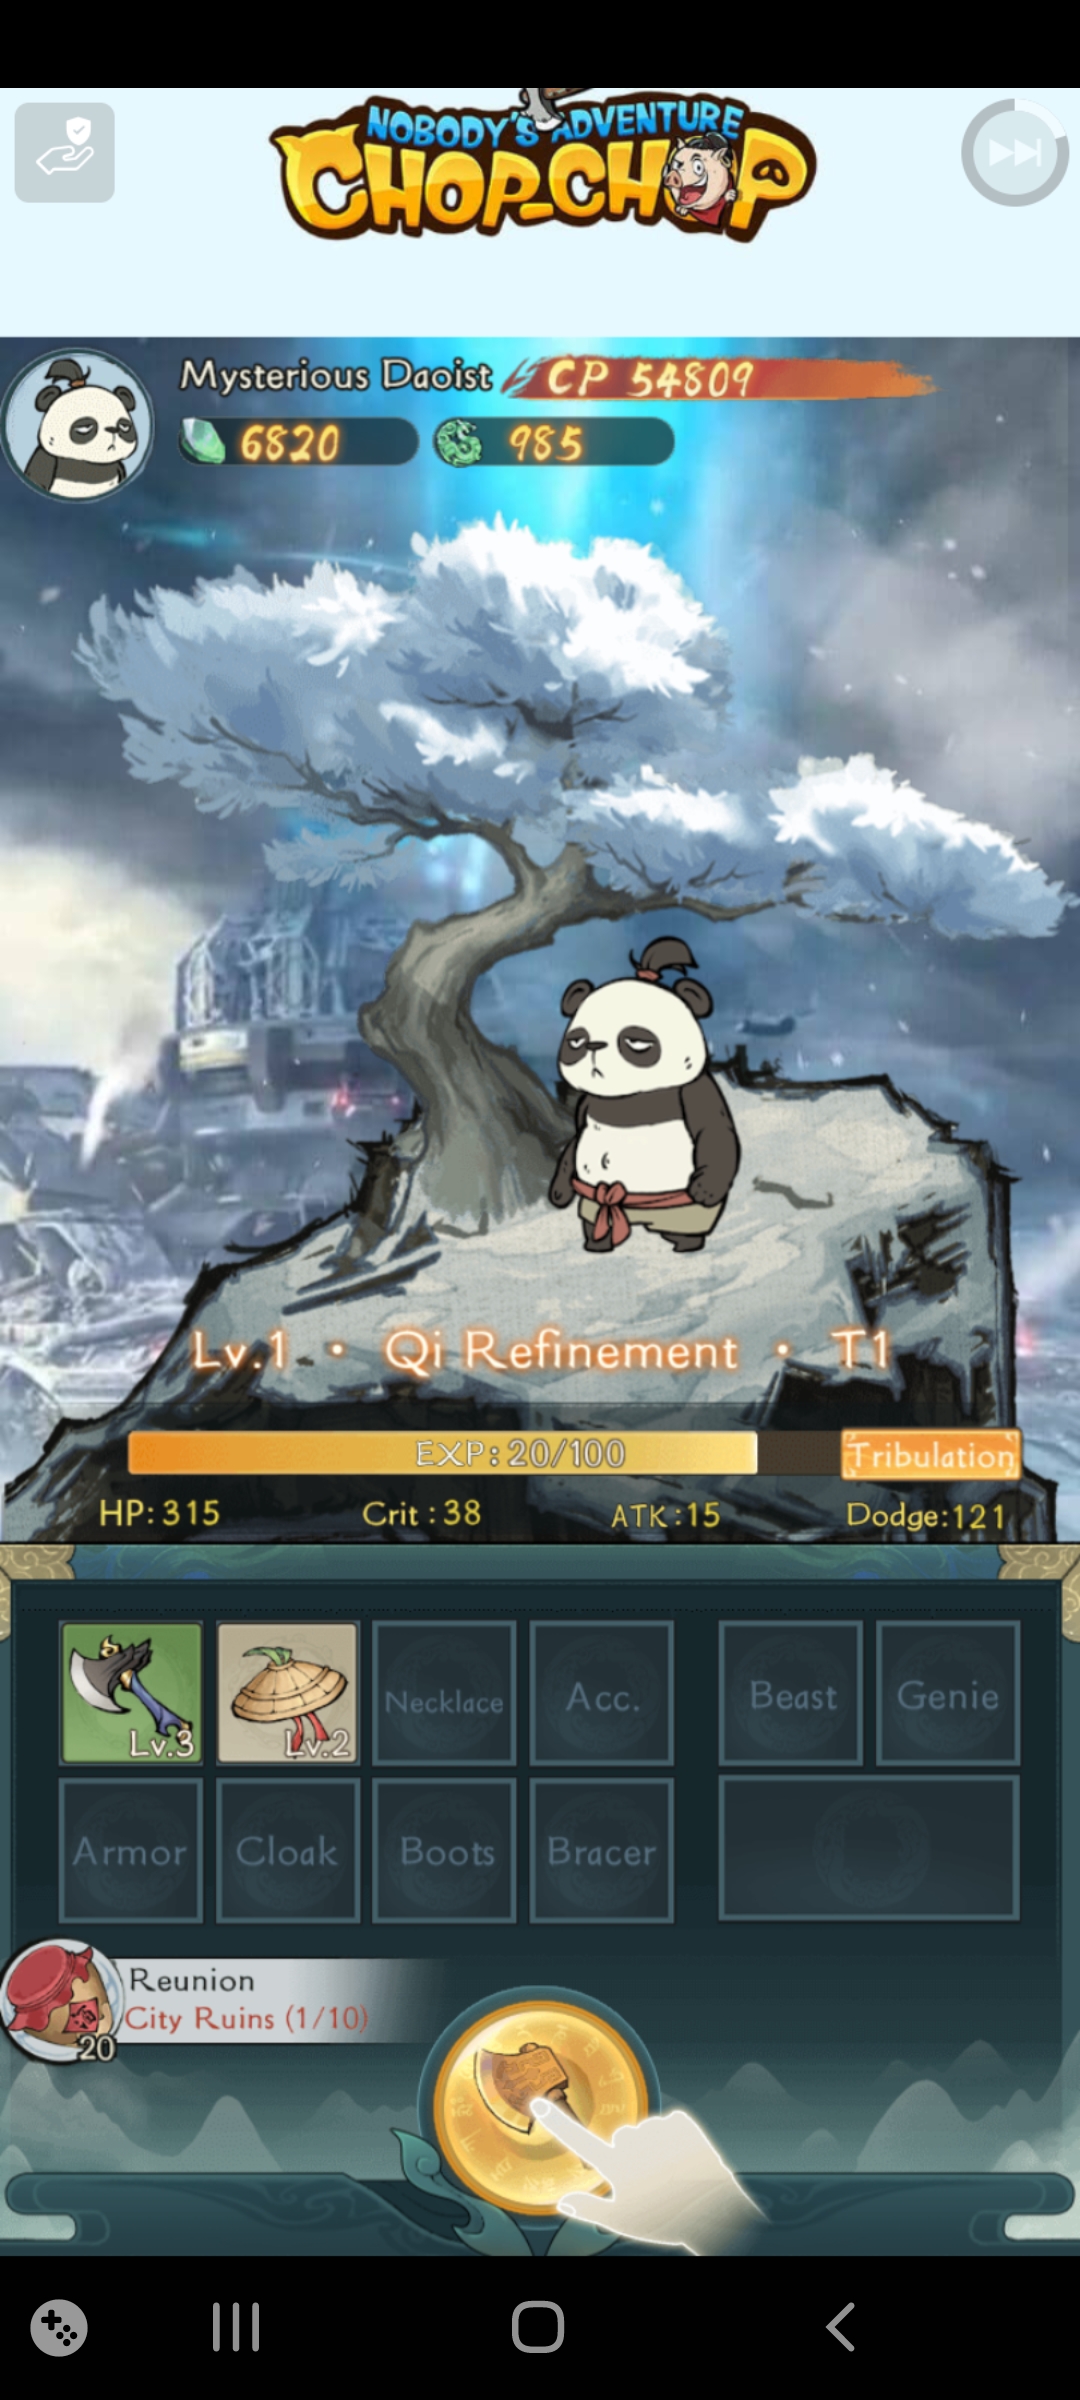 NOBODY'S ADVENTURE
CHOP-CHOP
Mysterious Daoist
CP 54809
6820
985
Lv.1 · Qi Refinement · T1
EXP:20/100
Tribulation
HP:315
Crit :38
ATK:15
Dodge:121
Lv.3
Lv.2
Necklace
Acc.
Beast
Genie
Armor
Cloak
Boots
Bracer
Reunion
City Ruins (1/10)
20